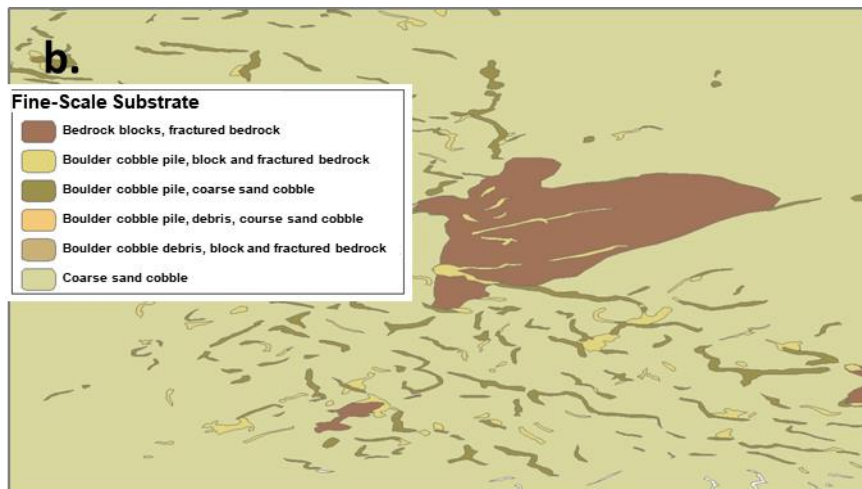 b.
Fine-Scale Substrate
Bedrock blocks, fractured bedrock
Boulder cobble pile, block and fractured bedrock
Boulder cobble pile, coarse sand cobble
Boulder cobble pile, debris, course sand cobble
Boulder cobble debris, block and fractured bedrock
Coarse sand cobble